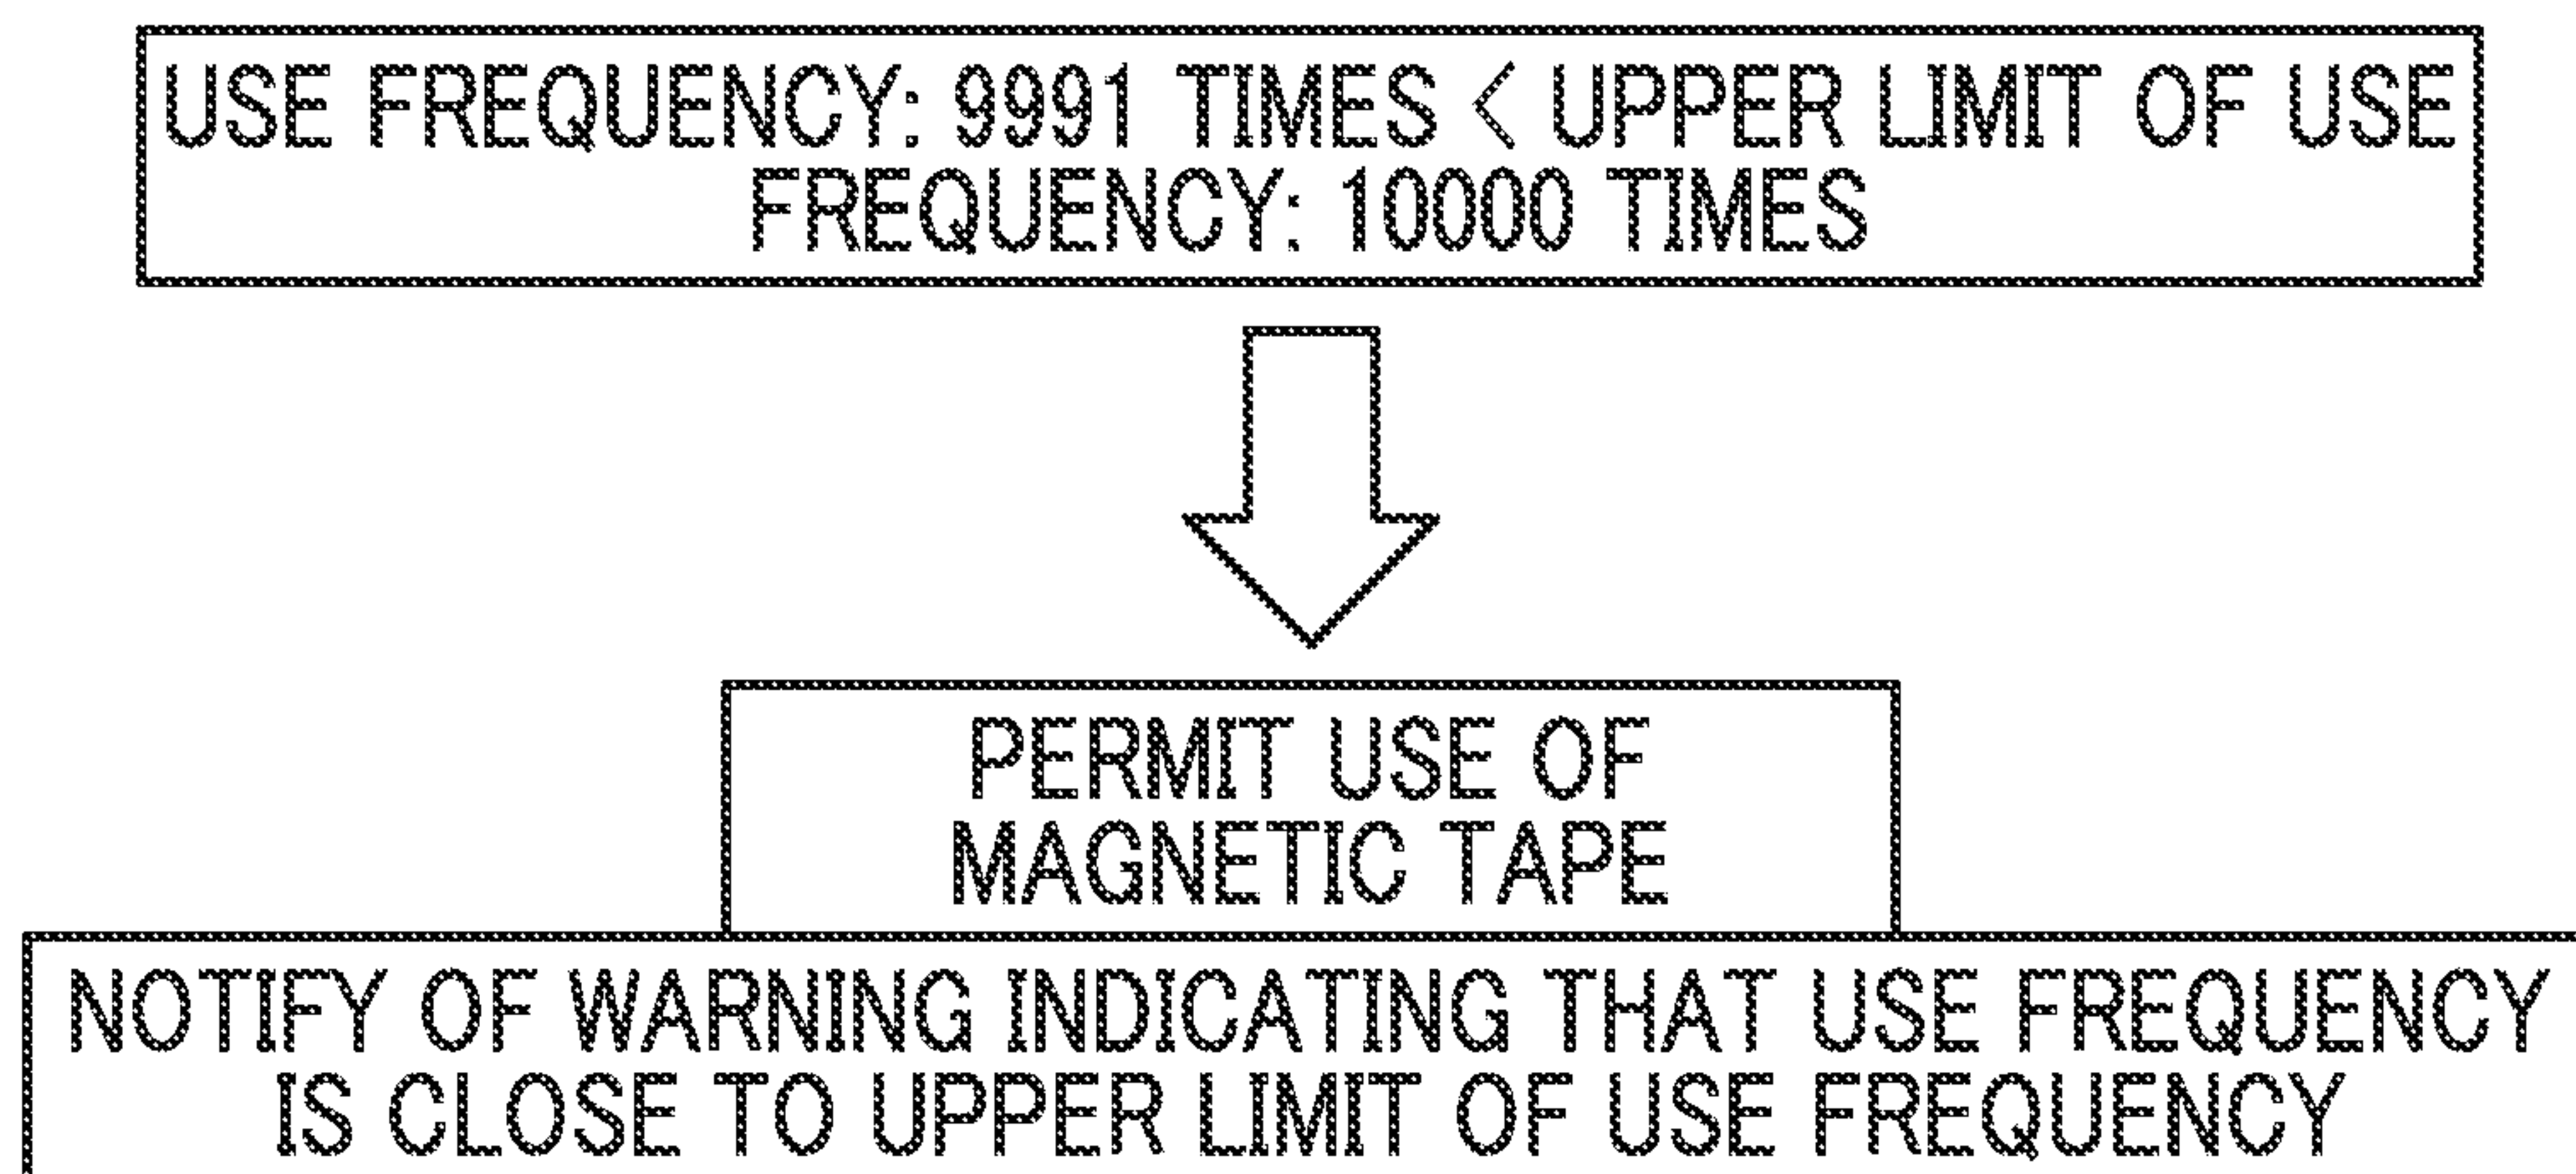 USE FREQUENCY: 9991 TIMES < UPPER LIMIT OF USE
FREQUENCY: 10000 TIMES
PERMIT USE OF
MAGNETIC TAPE
NOTIFY OF WARNING INDICATING THAT USE FREQUENCY
IS CLOSE TO UPPER LIMIT OF USE FREQUENCY